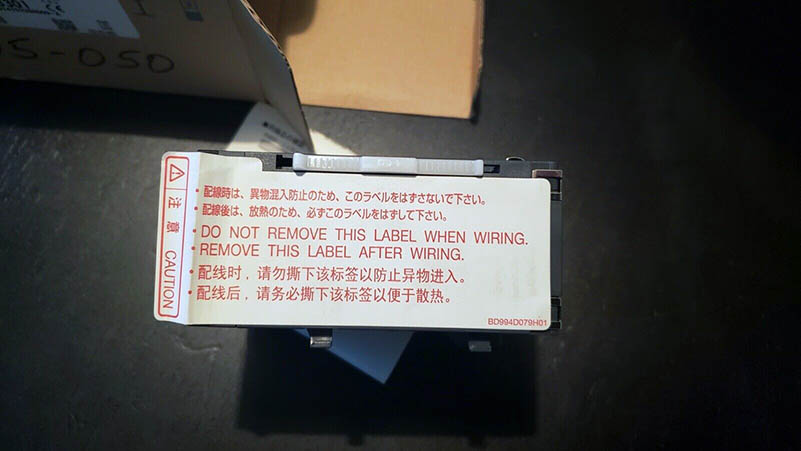 5-050
注意 CAUTION
・配線時は、異物混入防止のため、このラベルをはずさないで下さい。
・配線後は、放熱のため、必ずこのラベルをはずして下さい。
・DO NOT REMOVE THIS LABEL WHEN WIRING.
・REMOVE THIS LABEL AFTER WIRING.
・配线时，请勿撕下该标签以防止异物进入。
・配线后，请务必撕下该标签以便于散热。
BD994D079H01